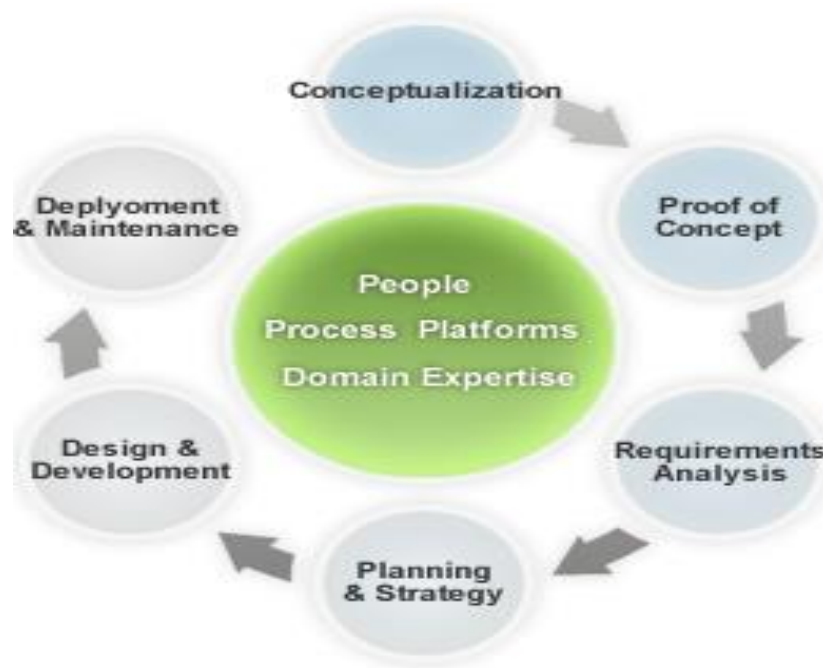 Conceptualization
Proof of
Concept
Requirements
Analysis
Planning
& Strategy
Design &
Development
Deplyoment
& Maintenance
People
Process Platforms
Domain Expertise